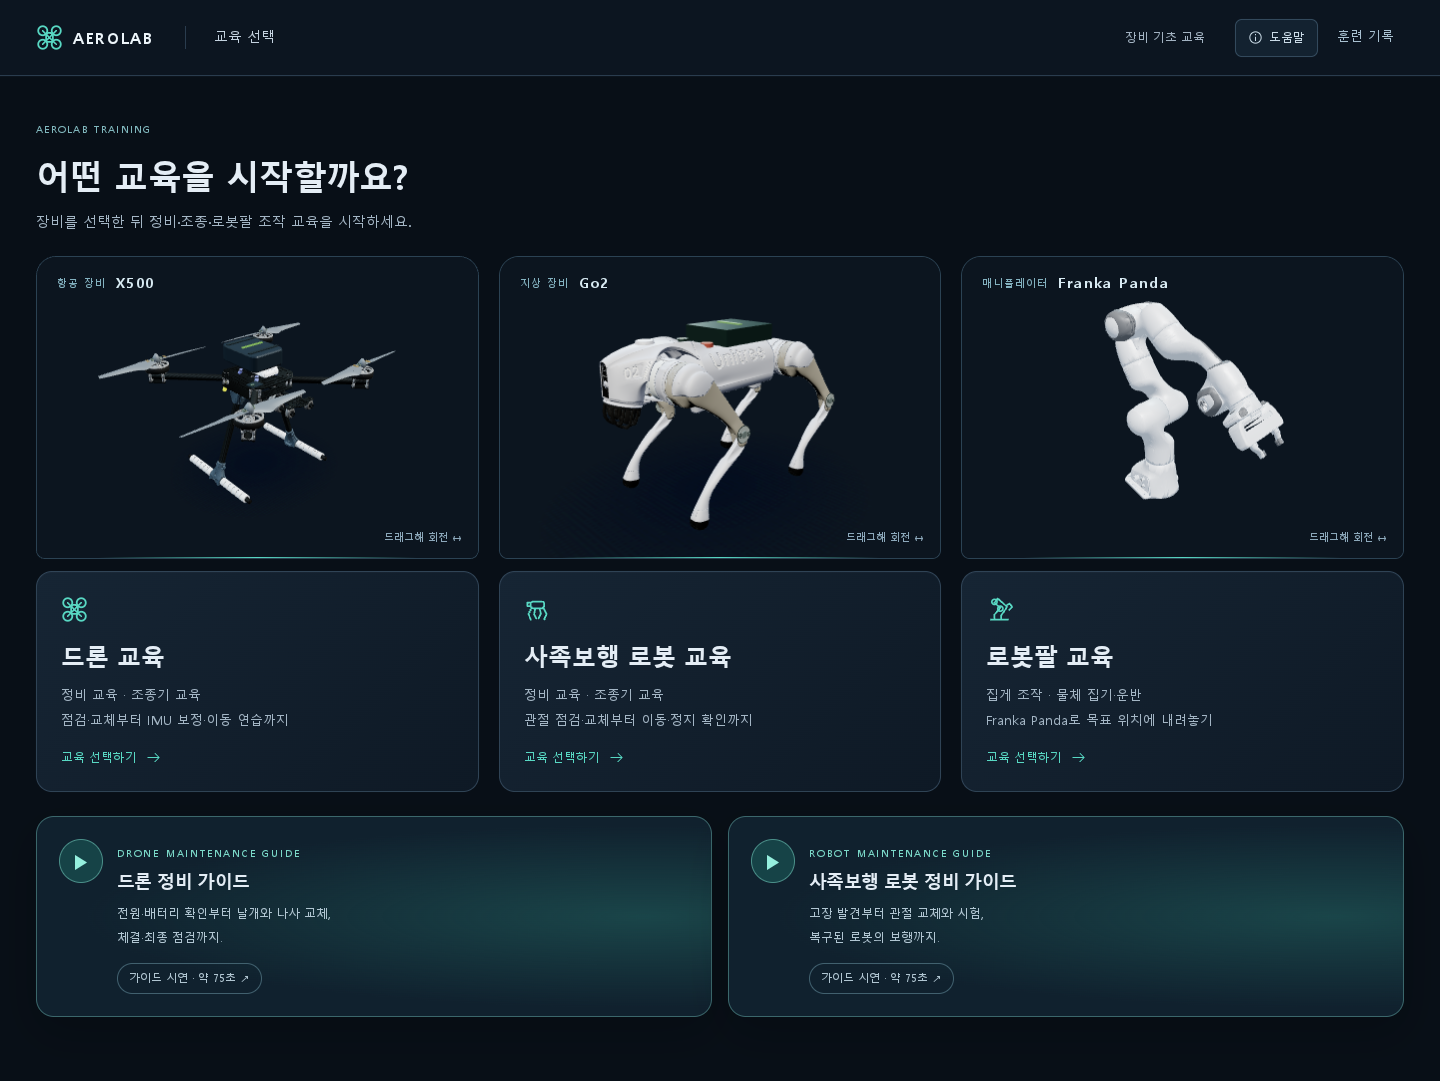 AEROLAB
교육 선택
장비 기초 교육
도움말
훈련 기록
AEROLAB TRAINING
어떤 교육을 시작할까요?
장비를 선택한 뒤 정비·조종·로봇팔 조작 교육을 시작하세요.
항공 장비 X500
드래그해 회전 ↔
지상 장비 Go2
Unitree
드래그해 회전 ↔
매니퓰레이터 Franka Panda
드래그해 회전 ↔
드론 교육
정비 교육 · 조종기 교육
점검·교체부터 IMU 보정·이동 연습까지
교육 선택하기 →
사족보행 로봇 교육
정비 교육 · 조종기 교육
관절 점검·교체부터 이동·정지 확인까지
교육 선택하기 →
로봇팔 교육
집게 조작 · 물체 집기·운반
Franka Panda로 목표 위치에 내려놓기
교육 선택하기 →
DRONE MAINTENANCE GUIDE
드론 정비 가이드
전원·배터리 확인부터 날개와 나사 교체,
체결·최종 점검까지.
가이드 시연 · 약 75초 ↗
ROBOT MAINTENANCE GUIDE
사족보행 로봇 정비 가이드
고장 발견부터 관절 교체와 시험,
복구된 로봇의 보행까지.
가이드 시연 · 약 75초 ↗